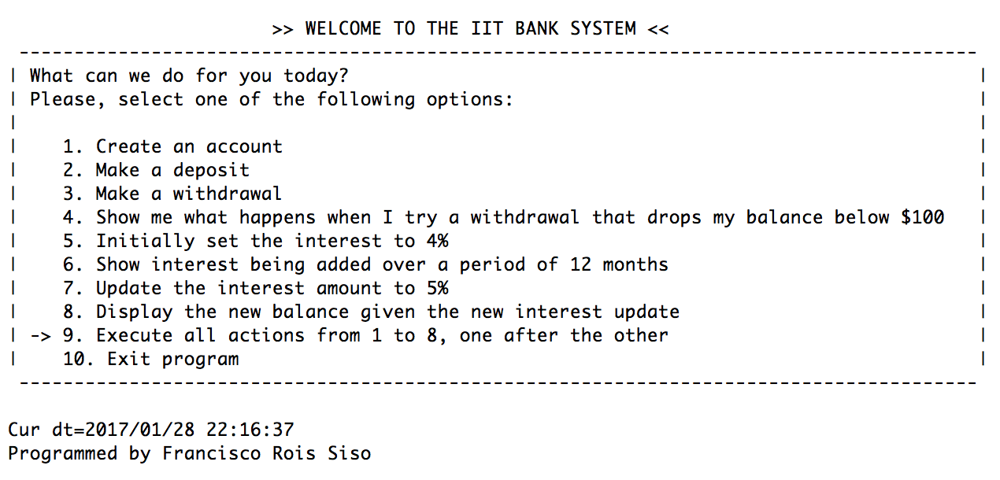 >> WELCOME TO THE IIT BANK SYSTEM <<
---------------------------------------------------------------------------------------
| What can we do for you today? |
| Please, select one of the following options: |
| |
| 1. Create an account |
| 2. Make a deposit |
| 3. Make a withdrawal |
| 4. Show me what happens when I try a withdrawal that drops my balance below $100 |
| 5. Initially set the interest to 4% |
| 6. Show interest being added over a period of 12 months |
| 7. Update the interest amount to 5% |
| 8. Display the new balance given the new interest update |
| -> 9. Execute all actions from 1 to 8, one after the other |
| 10. Exit program |
---------------------------------------------------------------------------------------
Cur dt=2017/01/28 22:16:37
Programmed by Francisco Rois Siso